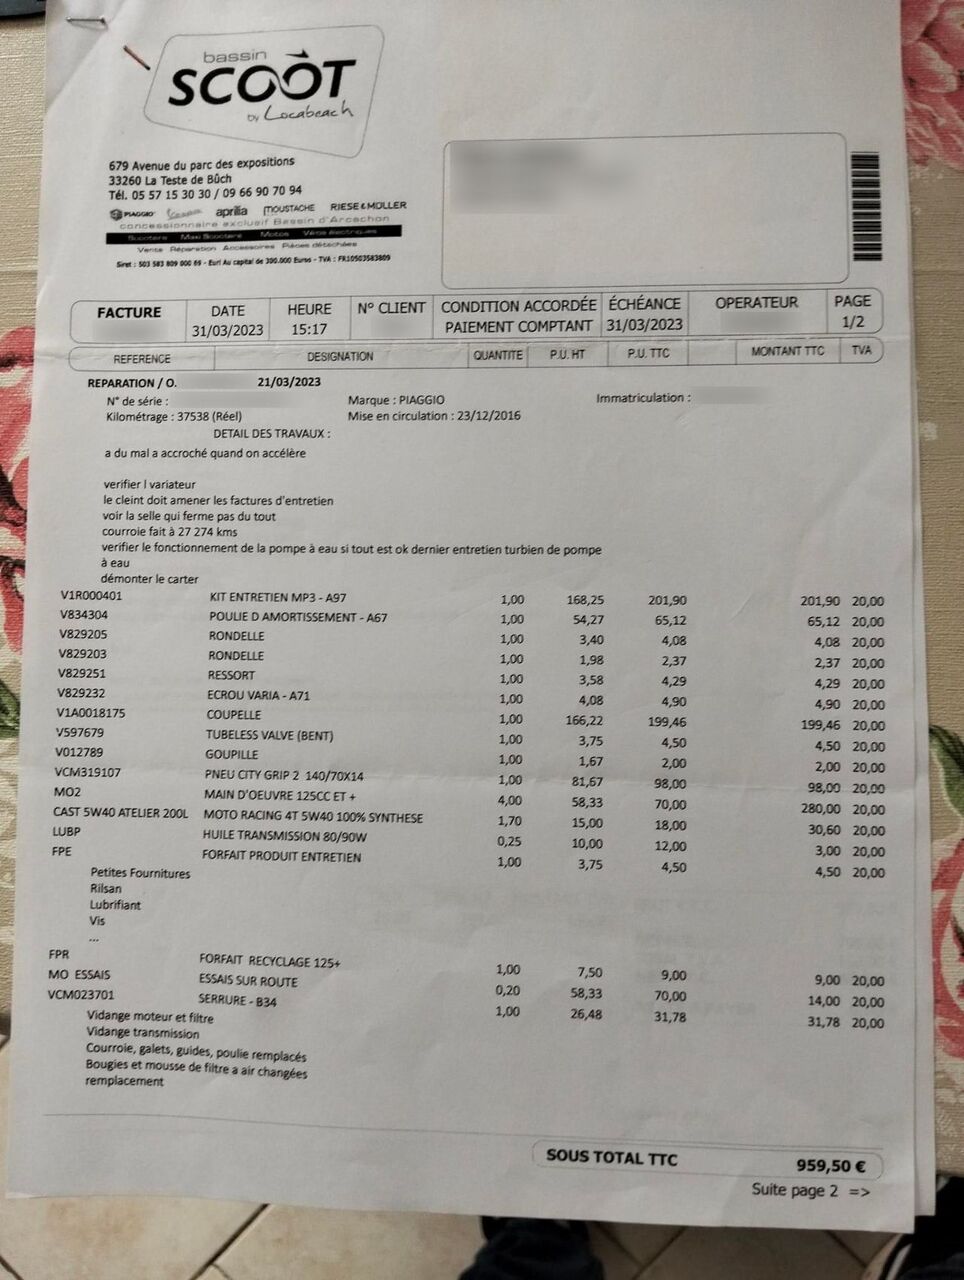 bassin
SCOOT
by Locabeach
679 Avenue du parc des expositions
33260 La Teste de Bûch
Tél. 05 57 15 30 30 / 09 66 90 70 94
PIAGGIO Vespa aprilia MOUSTACHE RIESE & MÜLLER
concessionnaire exclusif Bassin d'Arcachon
Scooters Maxi Scooters Motos Vélos électriques
Vente Réparation Accessoires Pièces détachées
Siret : 503 583 809 000 65 - Eurl Au capital de 300.000 Euros - TVA : FR10503583809
FACTURE DATE HEURE N° CLIENT CONDITION ACCORDÉE ÉCHÉANCE OPERATEUR PAGE
31/03/2023 15:17 PAIEMENT COMPTANT 31/03/2023 1/2
REFERENCE DESIGNATION QUANTITE P.U. HT P.U. TTC MONTANT TTC TVA
REPARATION / O. 21/03/2023
N° de série : Marque : PIAGGIO Immatriculation :
Kilométrage : 37538 (Réel) Mise en circulation : 23/12/2016
DETAIL DES TRAVAUX :
a du mal a accroché quand on accélère
verifier l variateur
le cleint doit amener les factures d'entretien
voir la selle qui ferme pas du tout
courroie fait à 27 274 kms
verifier le fonctionnement de la pompe à eau si tout est ok dernier entretien turbien de pompe
à eau
démonter le carter
V1R000401 KIT ENTRETIEN MP3 - A97 1,00 168,25 201,90 201,90 20,00
V834304 POULIE D AMORTISSEMENT - A67 1,00 54,27 65,12 65,12 20,00
V829205 RONDELLE 1,00 3,40 4,08 4,08 20,00
V829203 RONDELLE 1,00 1,98 2,37 2,37 20,00
V829251 RESSORT 1,00 3,58 4,29 4,29 20,00
V829232 ECROU VARIA - A71 1,00 4,08 4,90 4,90 20,00
V1A0018175 COUPELLE 1,00 166,22 199,46 199,46 20,00
V597679 TUBELESS VALVE (BENT) 1,00 3,75 4,50 4,50 20,00
V012789 GOUPILLE 1,00 1,67 2,00 2,00 20,00
VCM319107 PNEU CITY GRIP 2 140/70X14 1,00 81,67 98,00 98,00 20,00
MO2 MAIN D'OEUVRE 125CC ET + 4,00 58,33 70,00 280,00 20,00
CAST 5W40 ATELIER 200L MOTO RACING 4T 5W40 100% SYNTHESE 1,70 15,00 18,00 30,60 20,00
LUBP HUILE TRANSMISSION 80/90W 0,25 10,00 12,00 3,00 20,00
FPE FORFAIT PRODUIT ENTRETIEN 1,00 3,75 4,50 4,50 20,00
Petites Fournitures
Rilsan
Lubrifiant
Vis
...
FPR FORFAIT RECYCLAGE 125+ 1,00 7,50 9,00 9,00 20,00
MO ESSAIS ESSAIS SUR ROUTE 0,20 58,33 70,00 14,00 20,00
VCM023701 SERRURE - B34 1,00 26,48 31,78 31,78 20,00
Vidange moteur et filtre
Vidange transmission
Courroie, galets, guides, poulie remplacés
Bougies et mousse de filtre a air changées
remplacement
SOUS TOTAL TTC 959,50 €
Suite page 2 =>